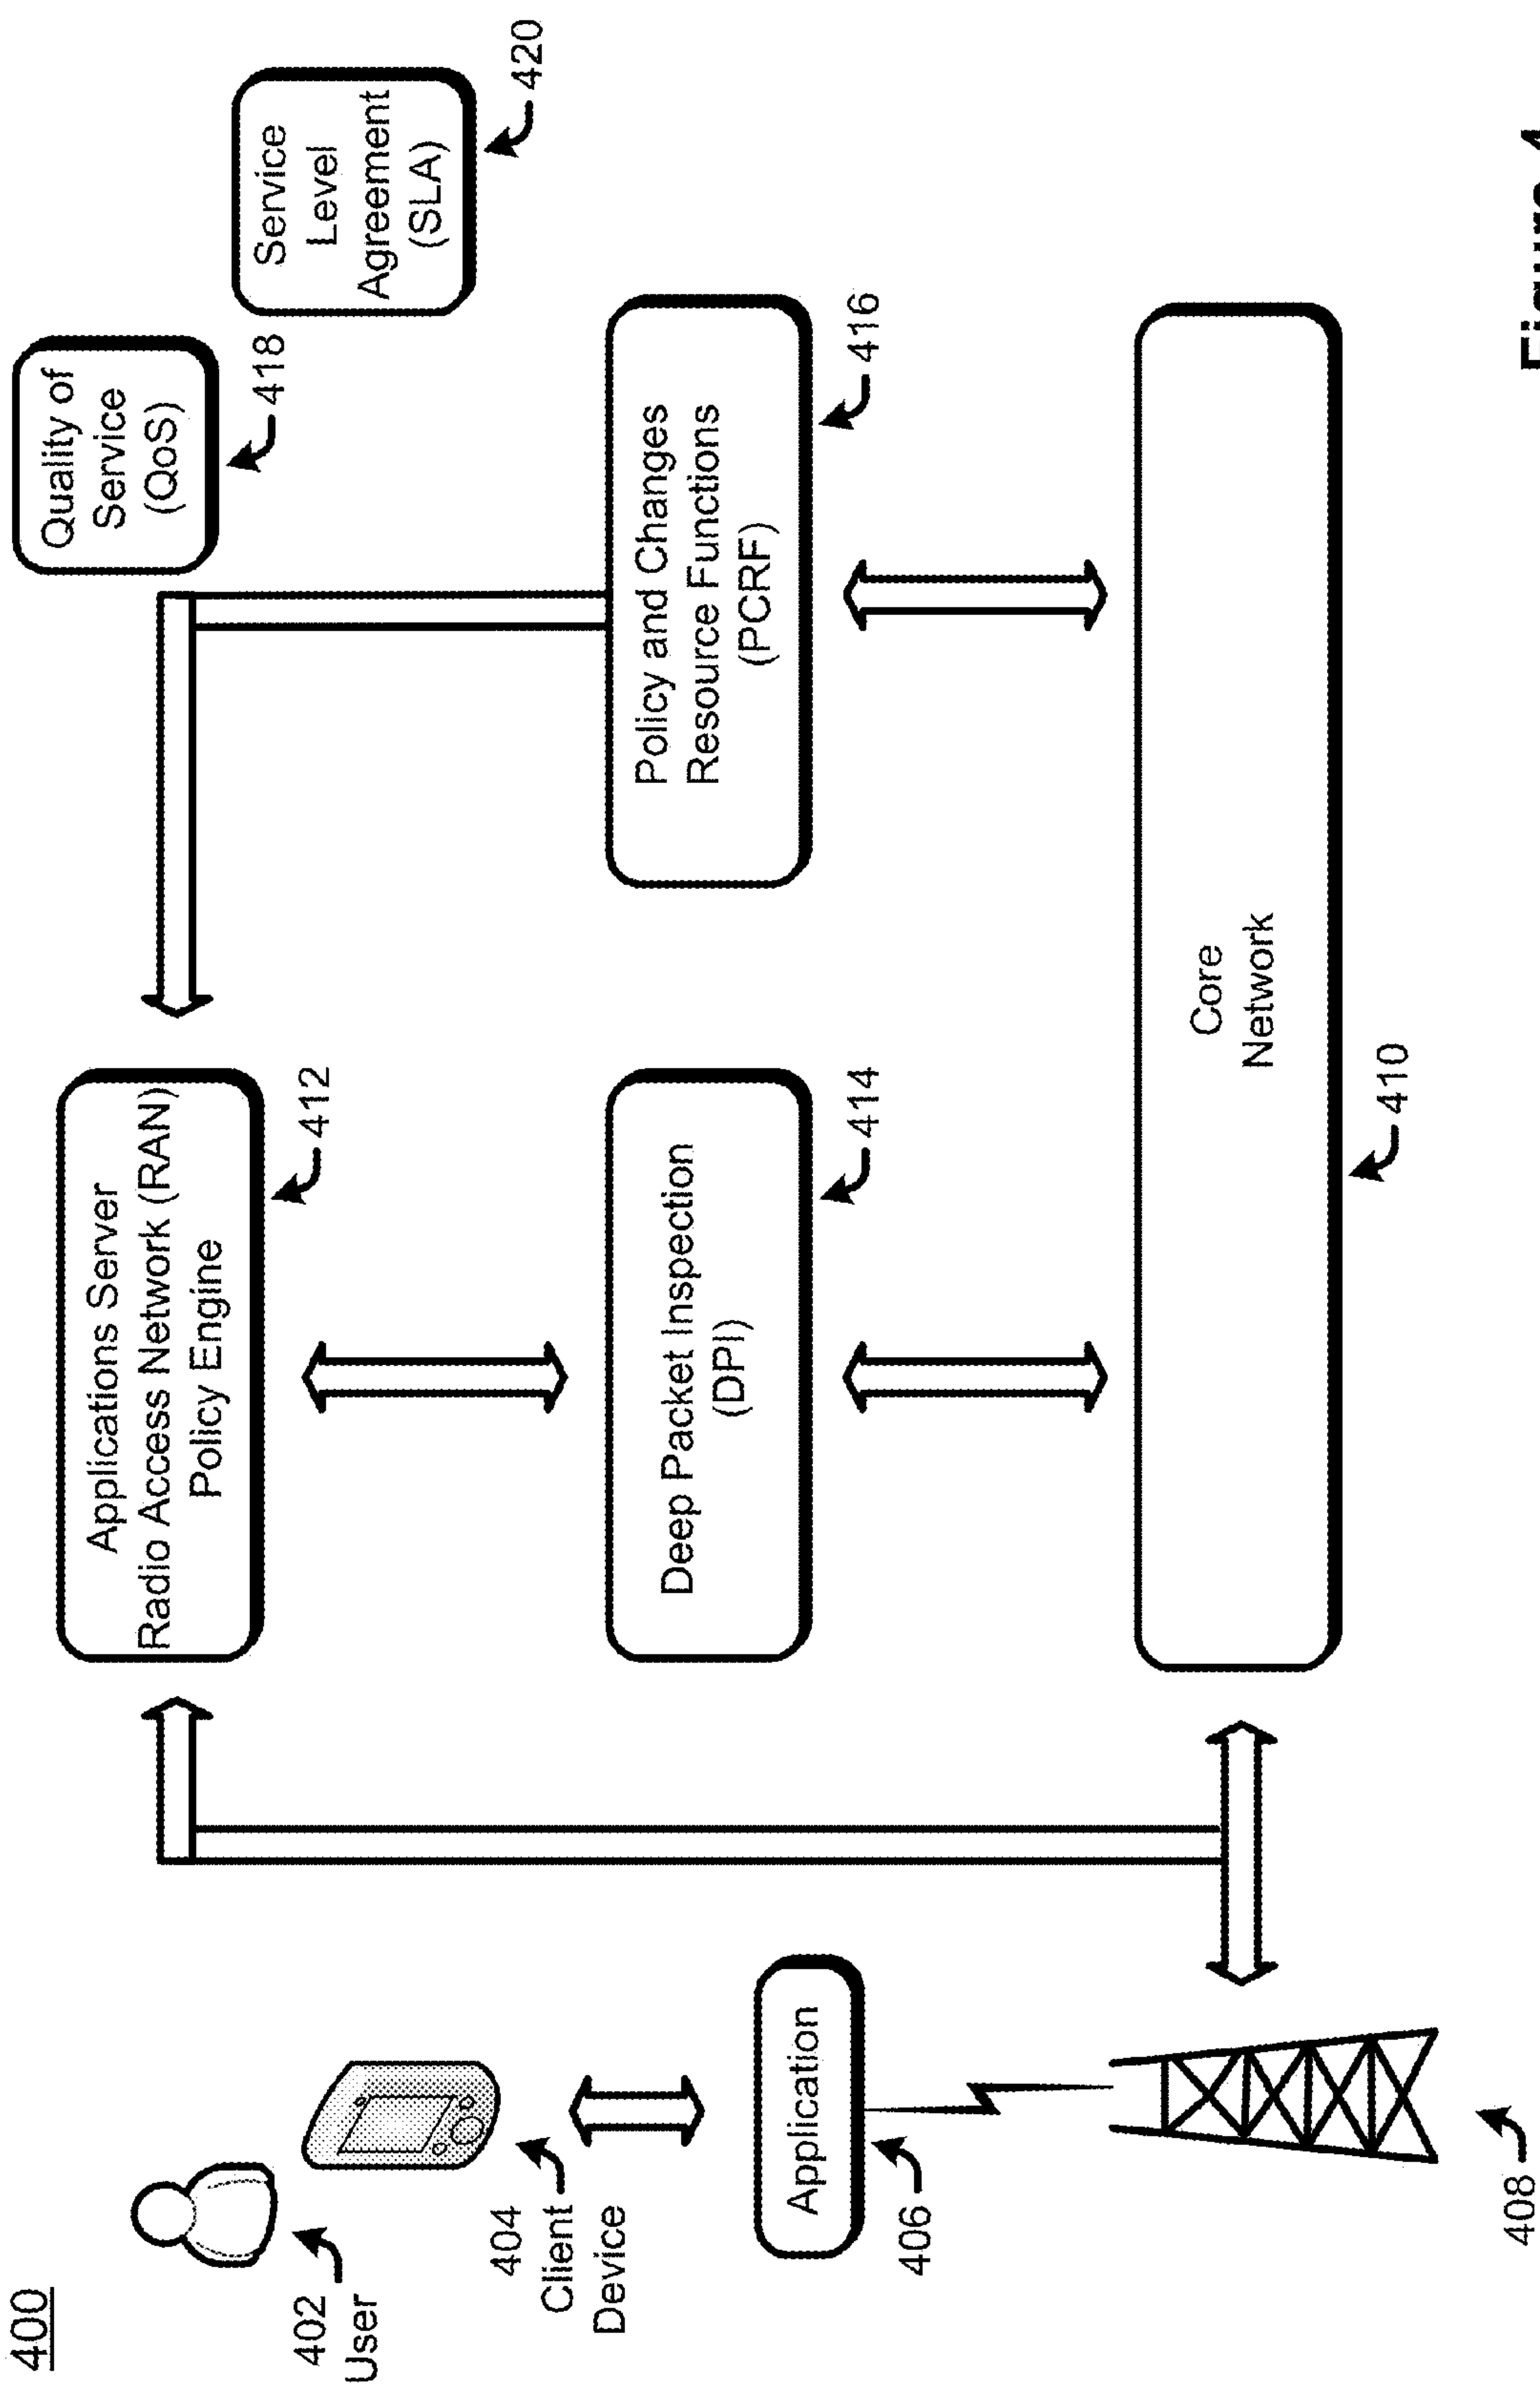 400
402
User
404
Client
Device
Application
406
408
Applications Server
Radio Access Network (RAN)
Policy Engine
412
Deep Packet Inspection
(DPI)
414
Core
Network
410
Quality of
Service
(QoS)
418
Service
Level
Agreement
(SLA)
420
Policy and Changes
Resource Functions
(PCRF)
416
Figure 4